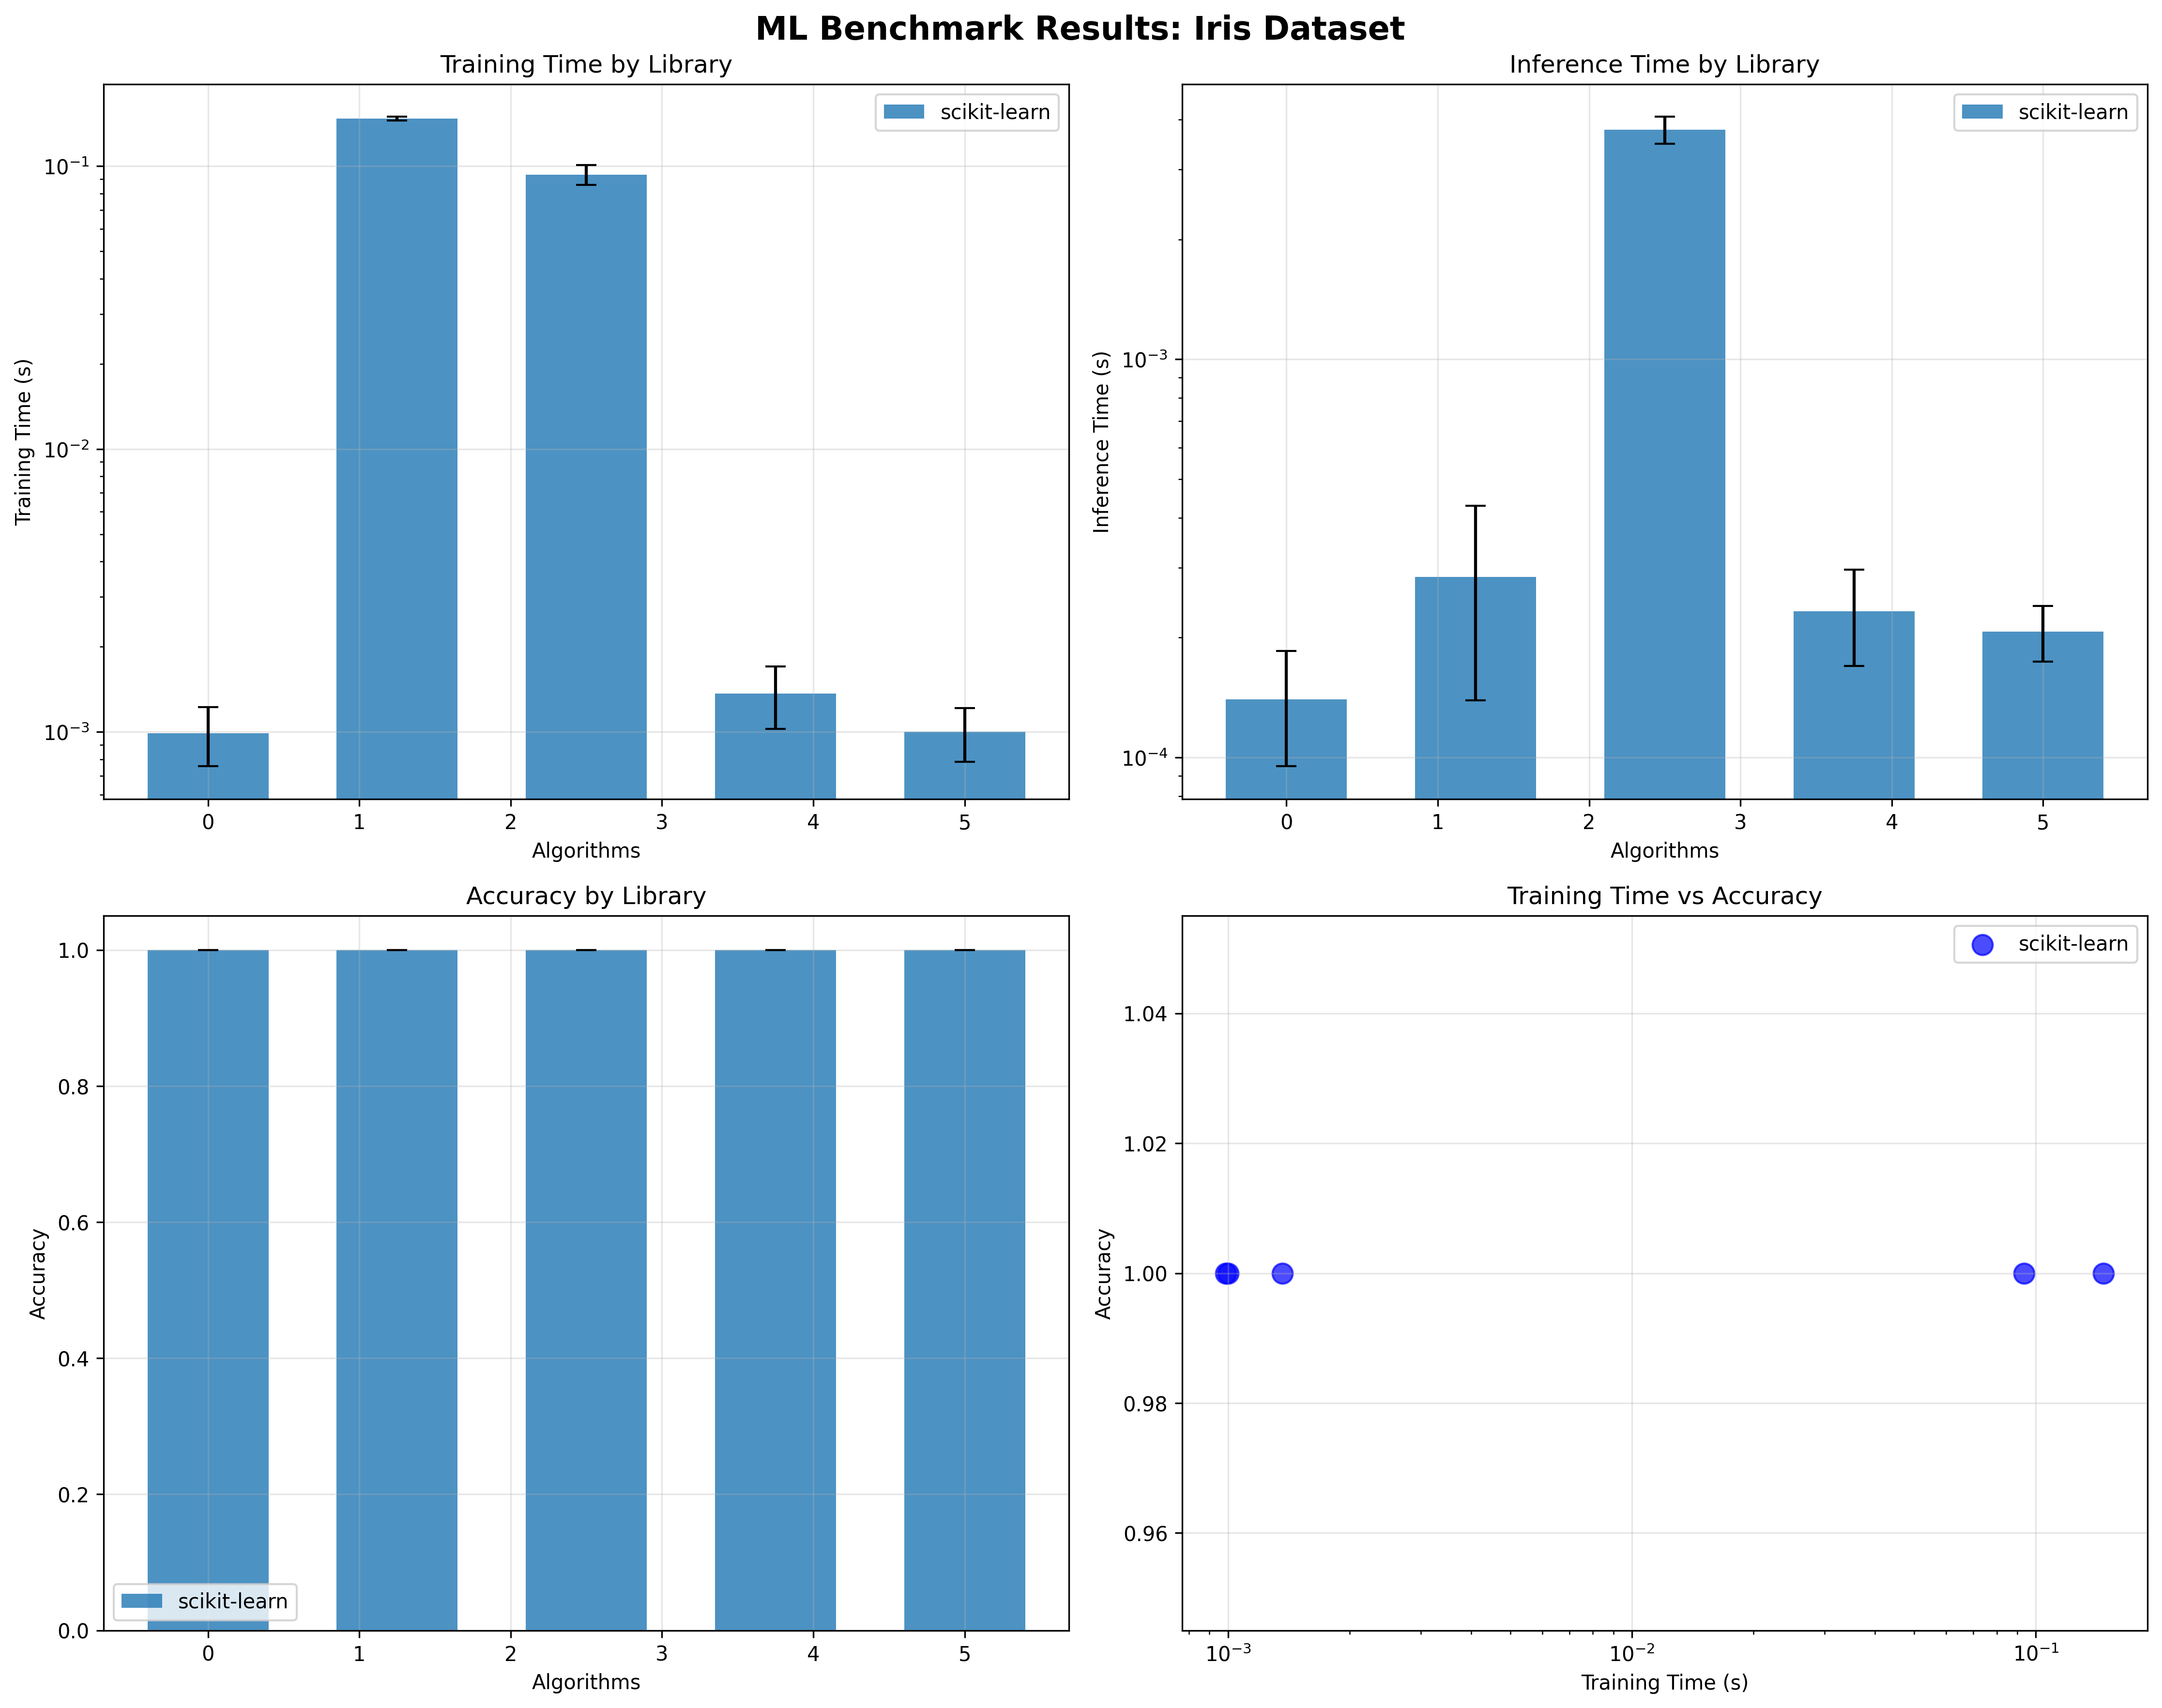 ML Benchmark Results: Iris Dataset
Training Time by Library
scikit-learn
Training Time (s)
10⁻¹
10⁻²
10⁻³
0 1 2 3 4 5
Algorithms
Inference Time by Library
scikit-learn
Inference Time (s)
10⁻³
10⁻⁴
0 1 2 3 4 5
Algorithms
Accuracy by Library
Accuracy
1.0
0.8
0.6
0.4
0.2
0.0
scikit-learn
0 1 2 3 4 5
Algorithms
Training Time vs Accuracy
scikit-learn
Accuracy
1.04
1.02
1.00
0.98
0.96
10⁻³ 10⁻² 10⁻¹
Training Time (s)